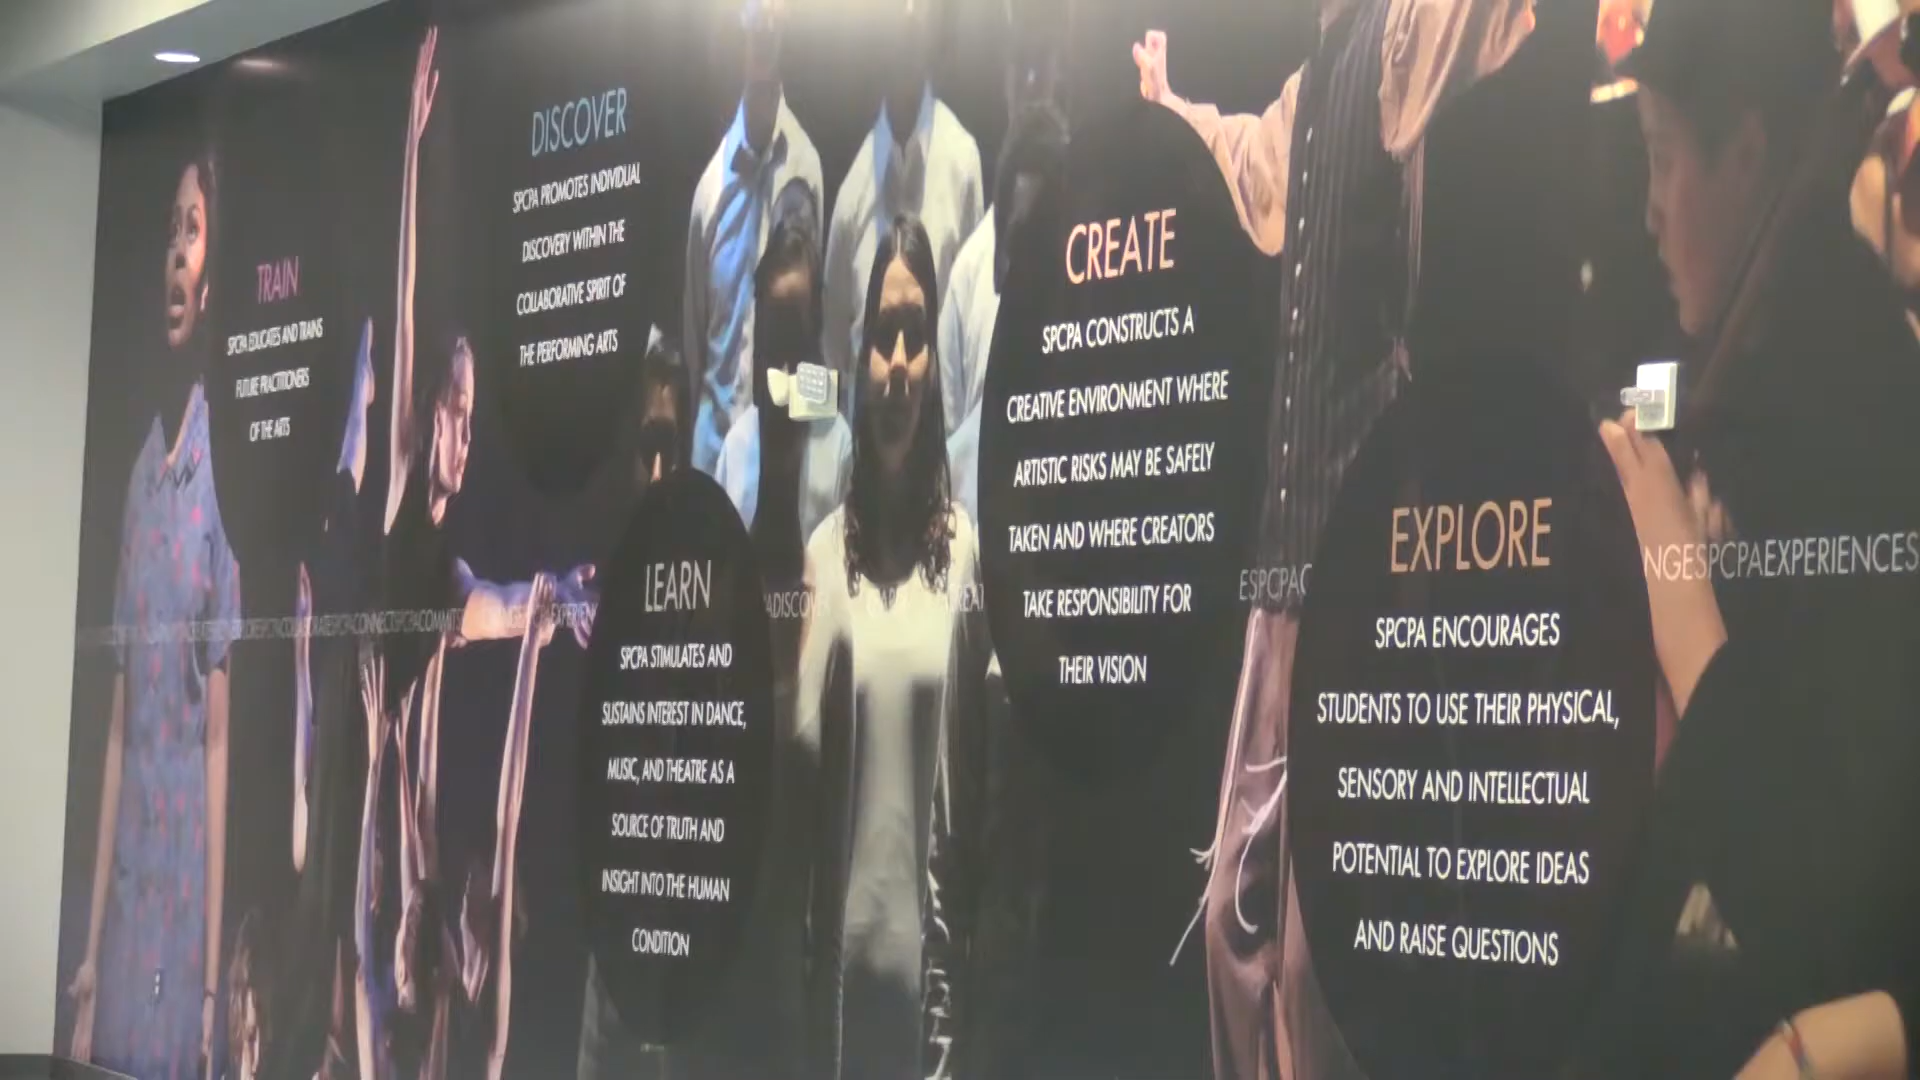 TRAIN
SPCPA EDUCATES AND TRAINS
FUTURE PRACTITIONERS
OF THE ARTS
DISCOVER
SPCPA PROMOTES INDIVIDUAL
DISCOVERY WITHIN THE
COLLABORATIVE SPIRIT OF
THE PERFORMING ARTS
LEARN
SPCPA STIMULATES AND
SUSTAINS INTEREST IN DANCE,
MUSIC, AND THEATRE AS A
SOURCE OF TRUTH AND
INSIGHT INTO THE HUMAN
CONDITION
CREATE
SPCPA CONSTRUCTS A
CREATIVE ENVIRONMENT WHERE
ARTISTIC RISKS MAY BE SAFELY
TAKEN AND WHERE CREATORS
TAKE RESPONSIBILITY FOR
THEIR VISION
EXPLORE
SPCPA ENCOURAGES
STUDENTS TO USE THEIR PHYSICAL,
SENSORY AND INTELLECTUAL
POTENTIAL TO EXPLORE IDEAS
AND RAISE QUESTIONS
ESPCPAC
NGESPCPAEXPERIENCES